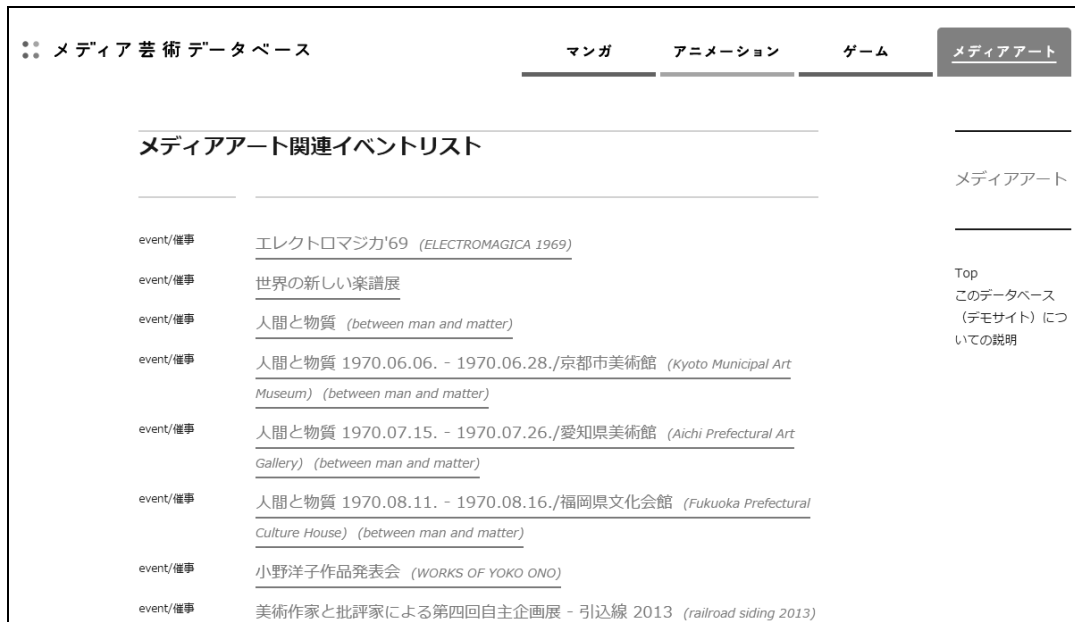 メディア芸術データベース
マンガ アニメーション ゲーム メディアアート
メディアアート関連イベントリスト
メディアアート
event/催事 エレクトロマジカ'69 (ELECTROMAGICA 1969)
event/催事 世界の新しい楽譜展
event/催事 人間と物質 (between man and matter)
event/催事 人間と物質 1970.06.06. - 1970.06.28./京都市美術館 (Kyoto Municipal Art
Museum) (between man and matter)
event/催事 人間と物質 1970.07.15. - 1970.07.26./愛知県美術館 (Aichi Prefectural Art
Gallery) (between man and matter)
event/催事 人間と物質 1970.08.11. - 1970.08.16./福岡県文化会館 (Fukuoka Prefectural
Culture House) (between man and matter)
event/催事 小野洋子作品発表会 (WORKS OF YOKO ONO)
event/催事 美術作家と批評家による第四回自主企画展 - 引込線 2013 (railroad siding 2013)
Top
このデータベース
（デモサイト）につ
いての説明